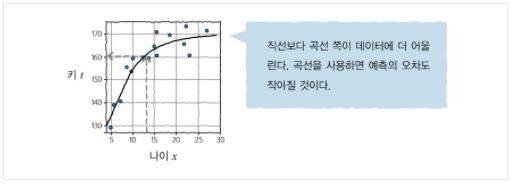 170
160
150
140
130
키 t
5 10 15 20 25 30
나이 x
직선보다 곡선 쪽이 데이터에 더 어울
린다. 곡선을 사용하면 예측의 오차도
작아질 것이다.